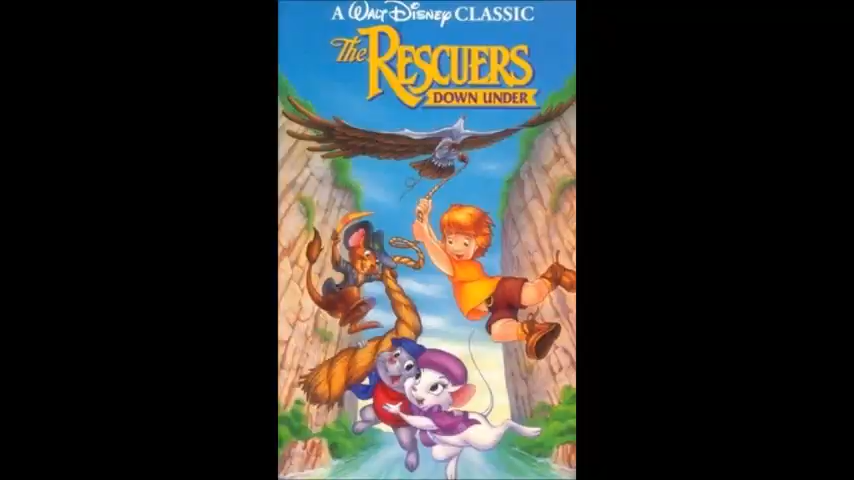 A WALT DISNEY CLASSIC
The
RESCUERS
DOWN UNDER